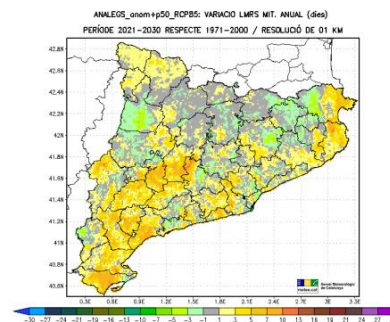 ANALEGS_anom+p50_RCP85: VARIACIO LMRS MIT. ANUAL (dies)
PERÍODE 2021-2030 RESPECTE 1971-2000 / RESOLUCIÓ DE 01 KM
42.8N
42.6N
42.4N
42.2N
42N
41.8N
41.6N
41.4N
41.2N
41N
40.8N
40.6N
0.3E 0.6E 0.9E 1.2E 1.5E 1.8E 2.1E 2.4E 2.7E 3E 3.3E
meteo.cat
Servei Meteorològic
de Catalunya
-30 -27 -24 -21 -19 -16 -13 -10 -7 -5 -3 -1 1 3 5 7 10 13 16 19 21 24 27